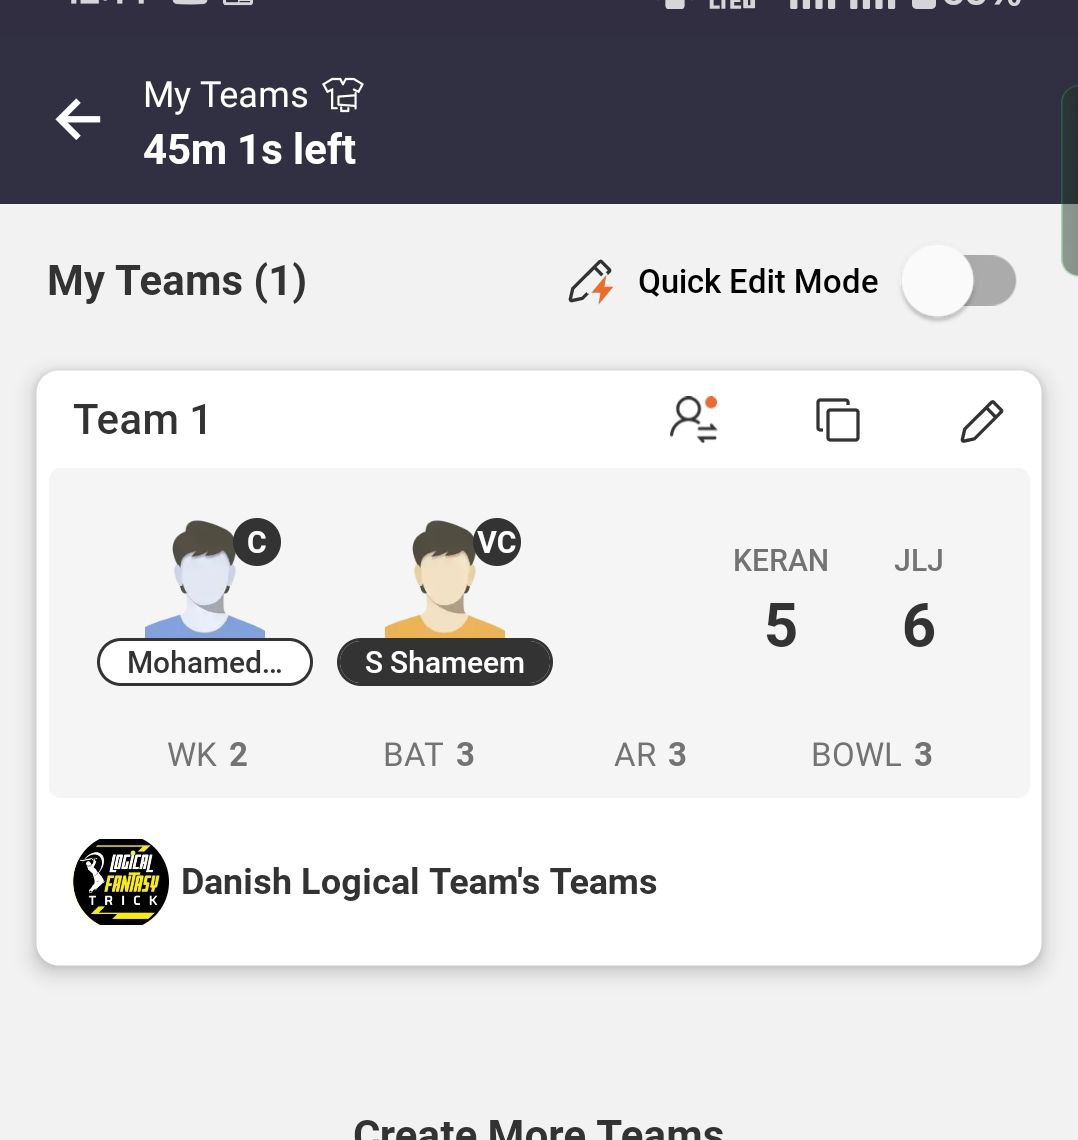 My Teams
45m 1s left
My Teams (1)
Quick Edit Mode
Team 1
C
VC
KERAN JLJ
5 6
Mohamed...
S Shameem
WK 2 BAT 3 AR 3 BOWL 3
LOGICAL
FANTASY
TRICK
Danish Logical Team's Teams
Create More Teams